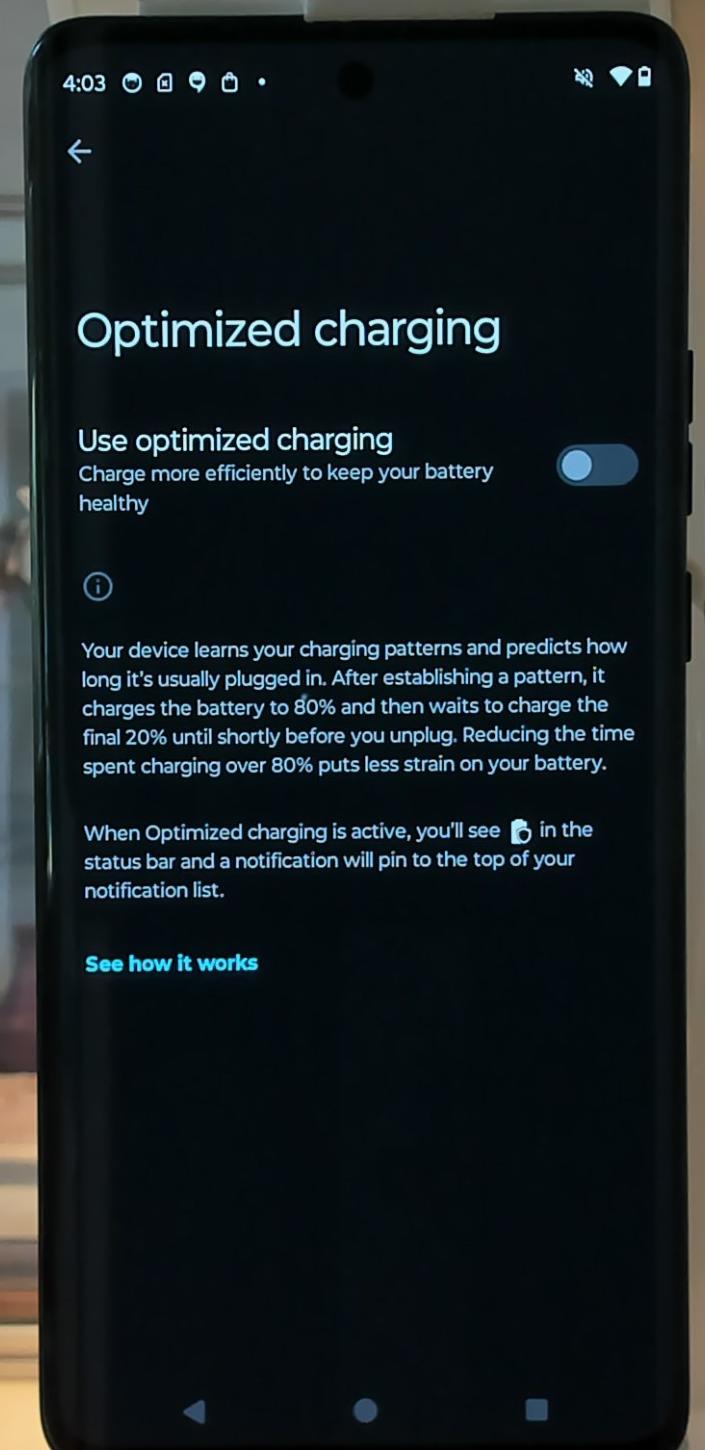 4:03
Optimized charging
Use optimized charging
Charge more efficiently to keep your battery
healthy
Your device learns your charging patterns and predicts how
long it's usually plugged in. After establishing a pattern, it
charges the battery to 80% and then waits to charge the
final 20% until shortly before you unplug. Reducing the time
spent charging over 80% puts less strain on your battery.
When Optimized charging is active, you'll see in the
status bar and a notification will pin to the top of your
notification list.
See how it works